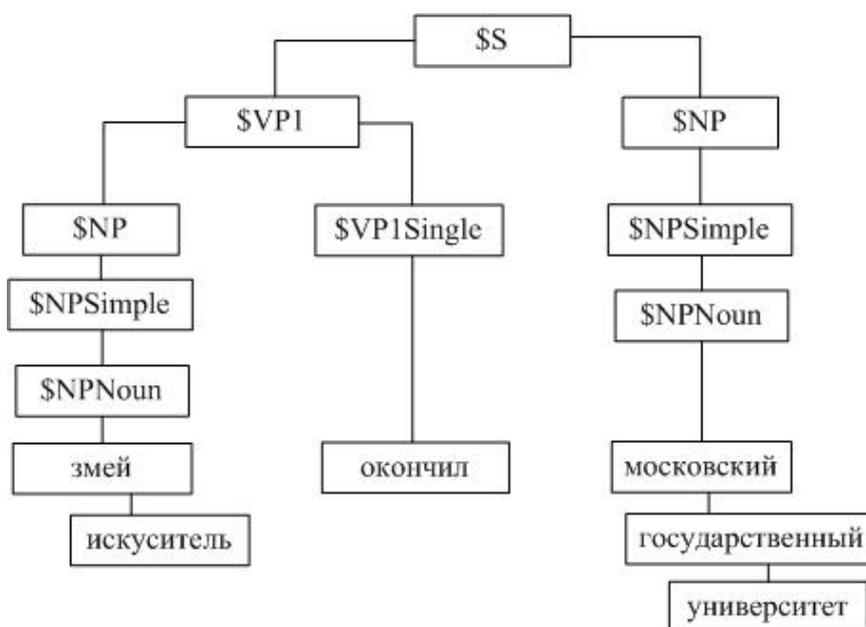 $S
$VP1
$NP
$NP
$VP1Single
$NPSimple
$NPSimple
$NPNoun
$NPNoun
змей
окончил
московский
искуситель
государственный
университет